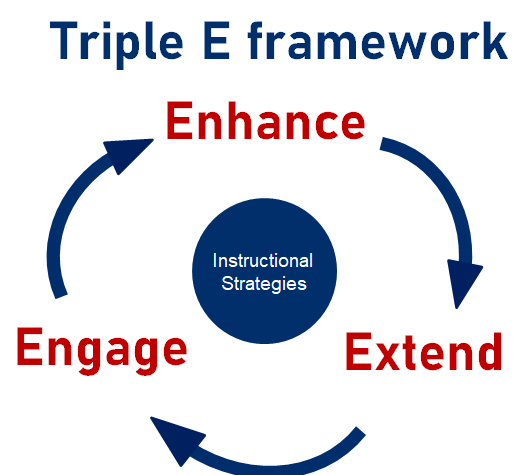 Triple E framework
Enhance
Instructional
Strategies
Engage
Extend